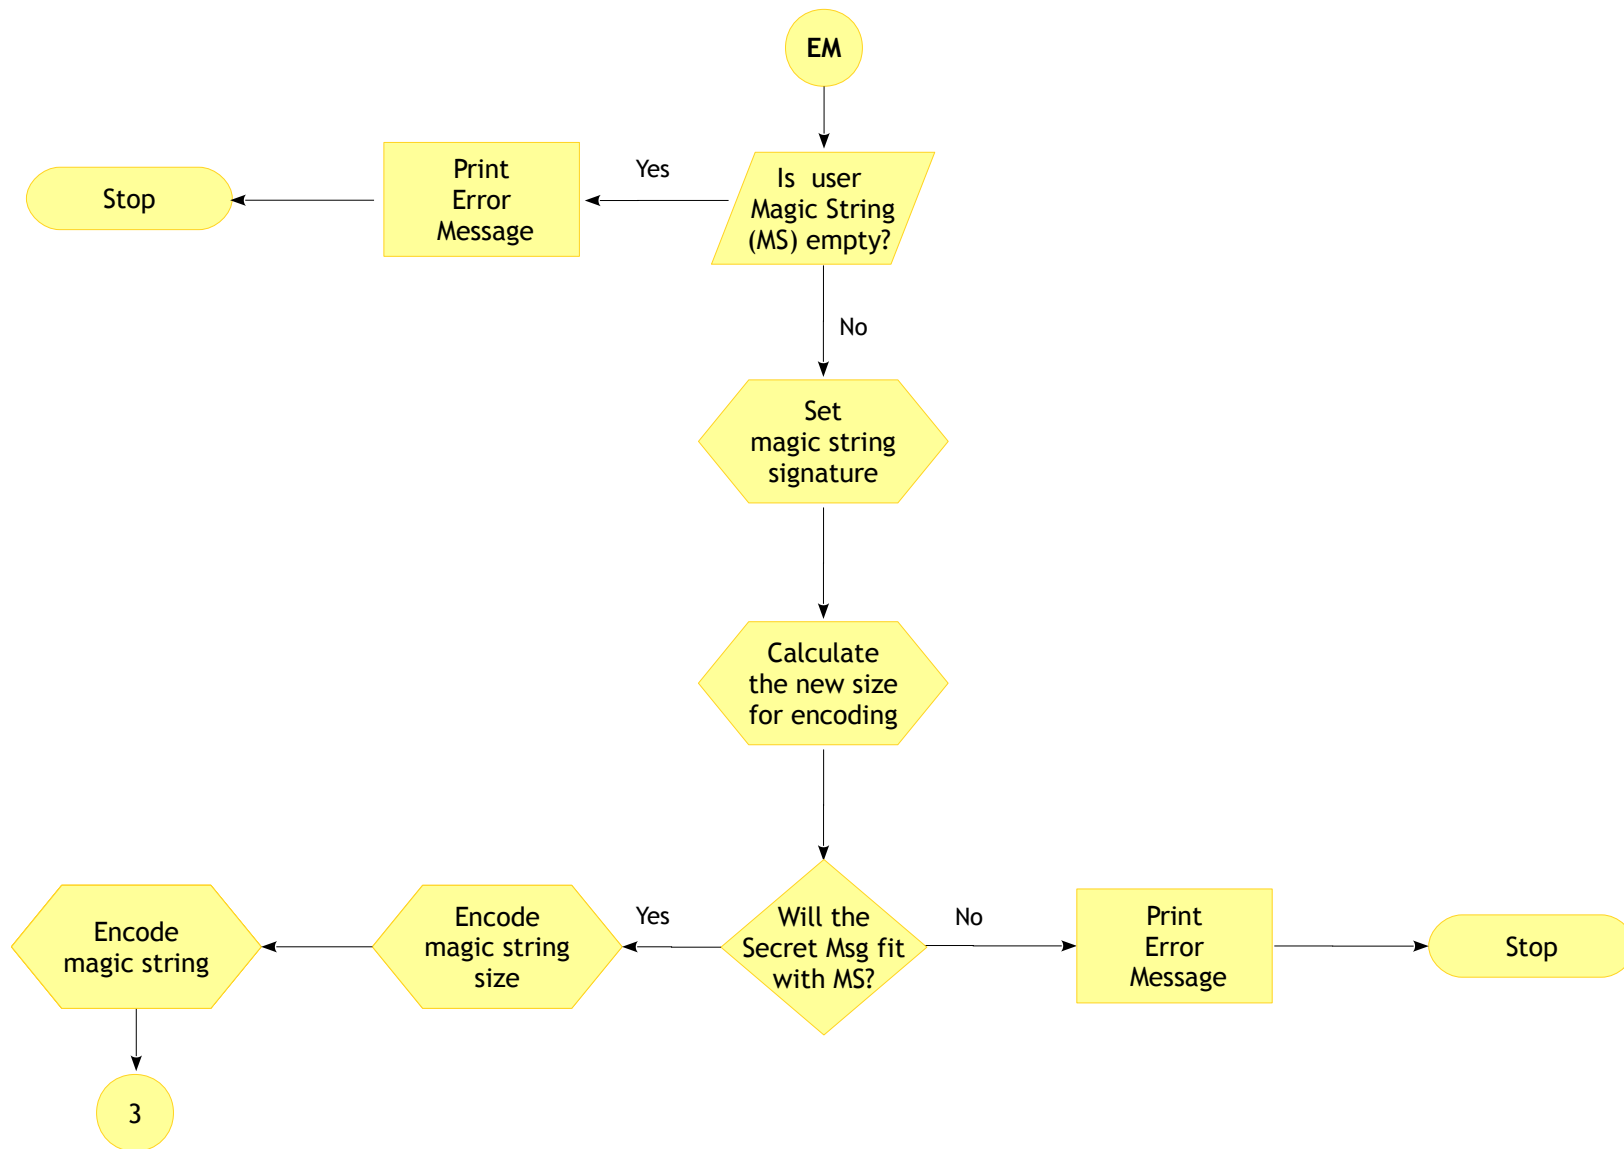 EM
Stop
Print
Error
Message
Yes
Is user
Magic String
(MS) empty?
No
Set
magic string
signature
Calculate
the new size
for encoding
Encode
magic string
Encode
magic string
size
Yes
Will the
Secret Msg fit
with MS?
No
Print
Error
Message
Stop
3